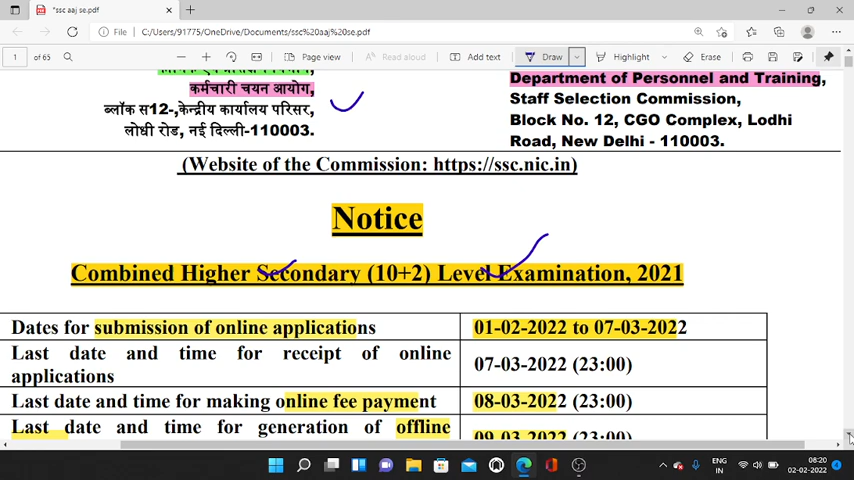 *ssc aaj se.pdf
File C:/Users/91775/OneDrive/Documents/ssc%20aaj%20se.pdf
1 of 65 Page view Read aloud Add text Draw Highlight Erase
कर्मचारी चयन आयोग,
ब्लॉक स12-,केन्द्रीय कार्यालय परिसर,
लोधी रोड, नई दिल्ली-110003.
Department of Personnel and Training,
Staff Selection Commission,
Block No. 12, CGO Complex, Lodhi
Road, New Delhi - 110003.
(Website of the Commission: https://ssc.nic.in)
Notice
Combined Higher Secondary (10+2) Level Examination, 2021
Dates for submission of online applications 01-02-2022 to 07-03-2022
Last date and time for receipt of online
applications 07-03-2022 (23:00)
Last date and time for making online fee payment 08-03-2022 (23:00)
Last date and time for generation of offline
09-03-2022 (23:00)
ENG 08:20
IN 02-02-2022